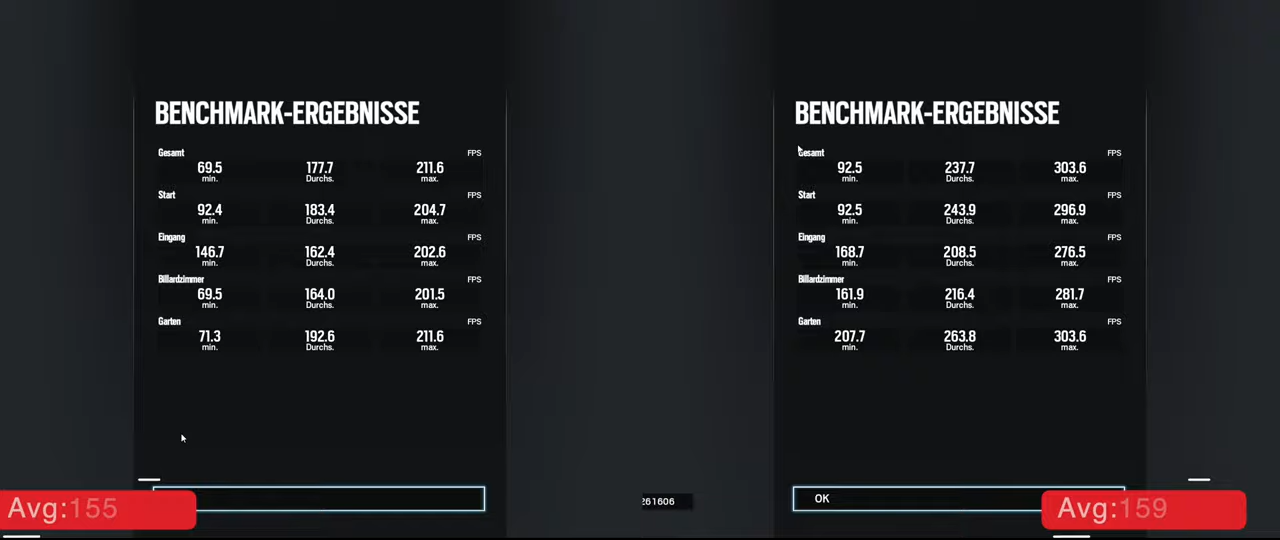 BENCHMARK-ERGEBNISSE
Gesamt FPS
69.5 177.7 211.6
min. Durchs. max.
Start FPS
92.4 183.4 204.7
min. Durchs. max.
Eingang FPS
146.7 162.4 202.6
min. Durchs. max.
Billardzimmer FPS
69.5 164.0 201.5
min. Durchs. max.
Garten FPS
71.3 192.6 211.6
min. Durchs. max.
Avg:155
BENCHMARK-ERGEBNISSE
Gesamt FPS
92.5 237.7 303.6
min. Durchs. max.
Start FPS
92.5 243.9 296.9
min. Durchs. max.
Eingang FPS
168.7 208.5 276.5
min. Durchs. max.
Billardzimmer FPS
161.9 216.4 281.7
min. Durchs. max.
Garten FPS
207.7 263.8 303.6
min. Durchs. max.
261606
OK
Avg:159